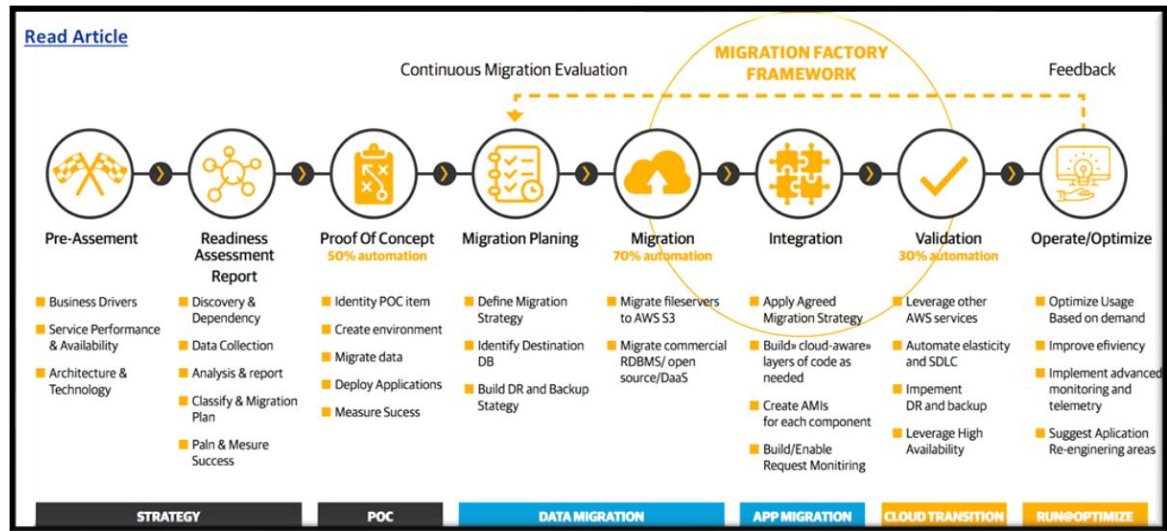 Read Article
MIGRATION FACTORY
FRAMEWORK
Continuous Migration Evaluation
Feedback
Pre-Assement
Business Drivers
Service Performance
& Availability
Architecture &
Technology
Readiness
Assessment
Report
Discovery &
Dependency
Data Collection
Analysis & report
Classify & Migration
Plan
Paln & Mesure
Success
Proof Of Concept
50% automation
Identity POC item
Create environment
Migrate data
Deploy Applications
Measure Sucess
Migration Planing
Define Migration
Strategy
Identify Destination
DB
Build DR and Backup
Stategy
Migration
70% automation
Migrate fileservers
to AWS S3
Migrate commercial
RDBMS/ open
source/DaaS
Integration
Apply Agreed
Migration Strategy
Build» cloud-aware»
layers of code as
needed
Create AMIs
for each component
Build/Enable
Request Monitiring
Validation
30% automation
Leverage other
AWS services
Automate elasticity
and SDLC
Impement
DR and backup
Leverage High
Availability
Operate/Optimize
Optimize Usage
Based on demand
Improve efiviency
Implement advanced
monitoring and
telemetry
Suggest Aplication
Re-enginering areas
STRATEGY
POC
DATA MIGRATION
APP MIGRATION
CLOUD TRANSITION
RUN@OPTIMIZE